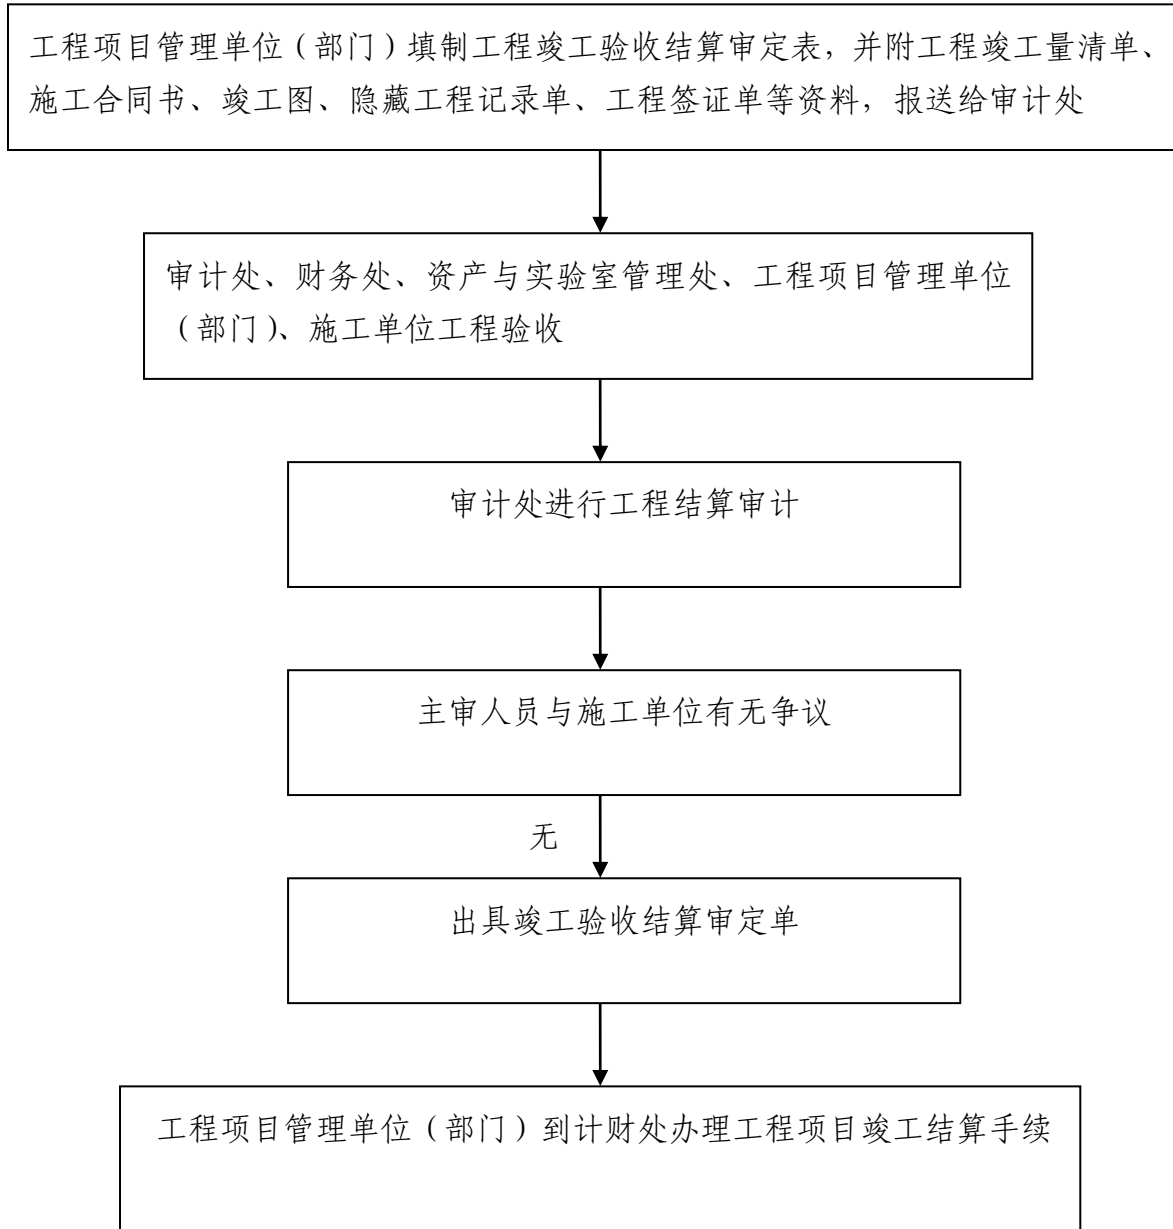 工程项目管理单位（部门）填制工程竣工验收结算审定表，并附工程竣工量清单、
施工合同书、竣工图、隐藏工程记录单、工程签证单等资料，报送给审计处
审计处、财务处、资产与实验室管理处、工程项目管理单位
（部门）、施工单位工程验收
审计处进行工程结算审计
主审人员与施工单位有无争议
无
出具竣工验收结算审定单
工程项目管理单位（部门）到计财处办理工程项目竣工结算手续